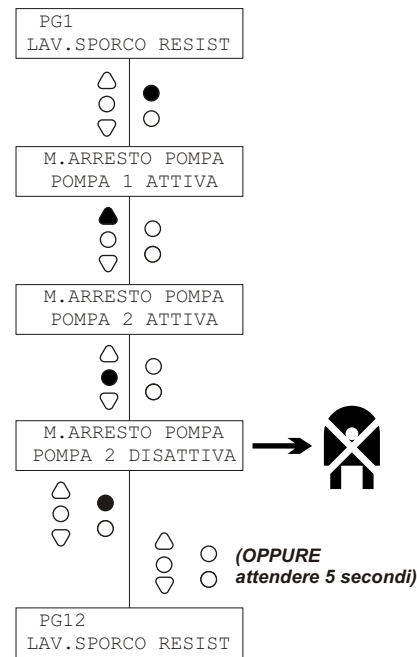 PG1
LAV.SPORCO RESIST
M.ARRESTO POMPA
POMPA 1 ATTIVA
M.ARRESTO POMPA
POMPA 2 ATTIVA
M.ARRESTO POMPA
POMPA 2 DISATTIVA
(OPPURE
attendere 5 secondi)
PG12
LAV.SPORCO RESIST